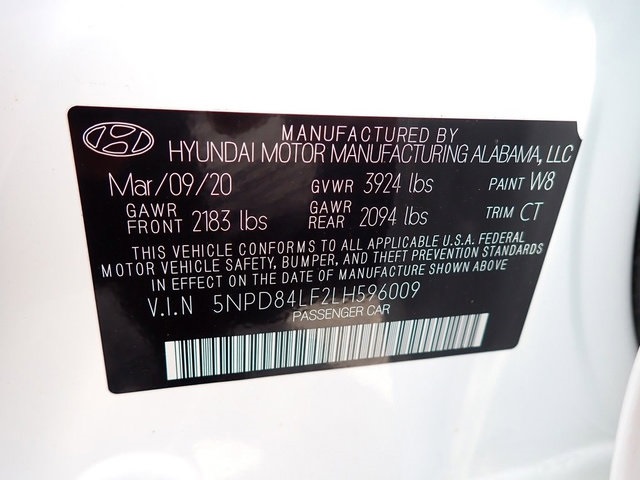 MANUFACTURED BY
HYUNDAI MOTOR MANUFACTURING ALABAMA, LLC
Mar/09/20 GVWR 3924 lbs PAINT W8
GAWR FRONT 2183 lbs GAWR REAR 2094 lbs TRIM CT
THIS VEHICLE CONFORMS TO ALL APPLICABLE U.S.A. FEDERAL
MOTOR VEHICLE SAFETY, BUMPER, AND THEFT PREVENTION STANDARDS
IN EFFECT ON THE DATE OF MANUFACTURE SHOWN ABOVE
V.I.N 5NPD84LF2LH596009
PASSENGER CAR